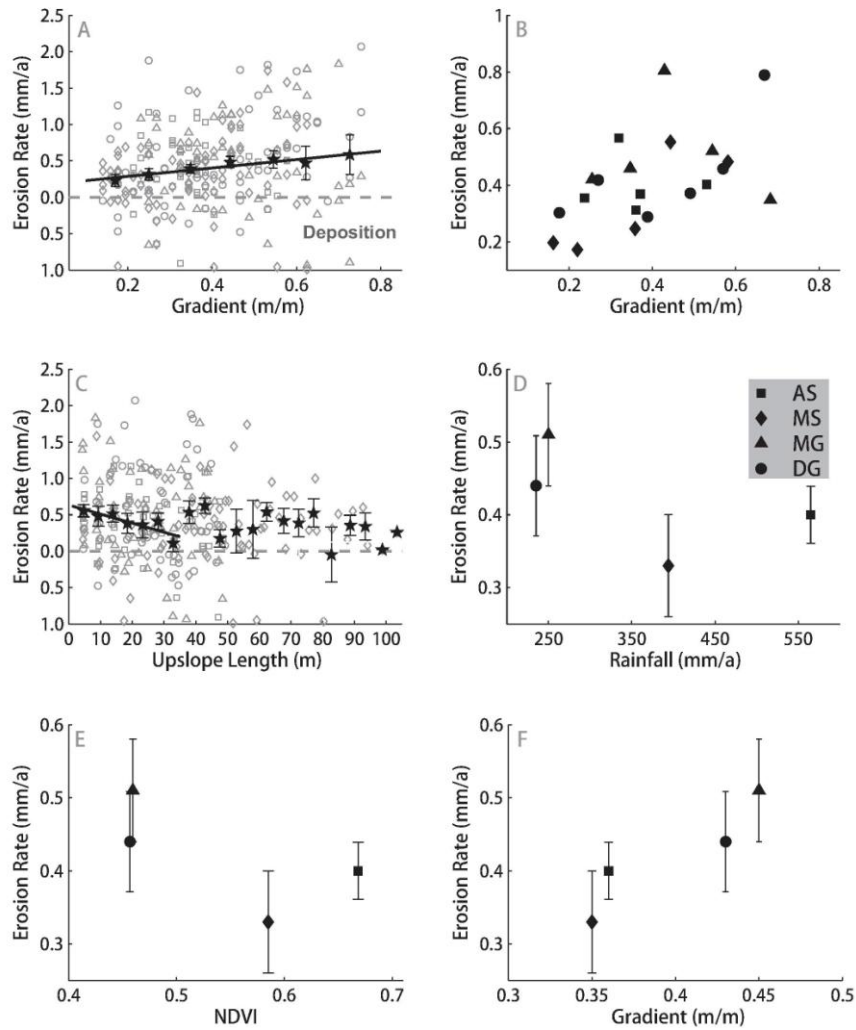 A
Erosion Rate (mm/a)
2.5
2.0
1.5
1.0
0.5
0.0
0.5
1.0
Deposition
0.2 0.4 0.6 0.8
Gradient (m/m)
B
Erosion Rate (mm/a)
1
0.8
0.6
0.4
0.2
0.2 0.4 0.6 0.8
Gradient (m/m)
C
Erosion Rate (mm/a)
2.5
2.0
1.5
1.0
0.5
0.0
0.5
1.0
0 10 20 30 40 50 60 70 80 90 100
Upslope Length (m)
D
Erosion Rate (mm/a)
0.6
0.5
0.4
0.3
AS
MS
MG
DG
250 350 450 550
Rainfall (mm/a)
E
Erosion Rate (mm/a)
0.6
0.5
0.4
0.3
0.4 0.5 0.6 0.7
NDVI
F
Erosion Rate (mm/a)
0.6
0.5
0.4
0.3
0.3 0.35 0.4 0.45 0.5
Gradient (m/m)